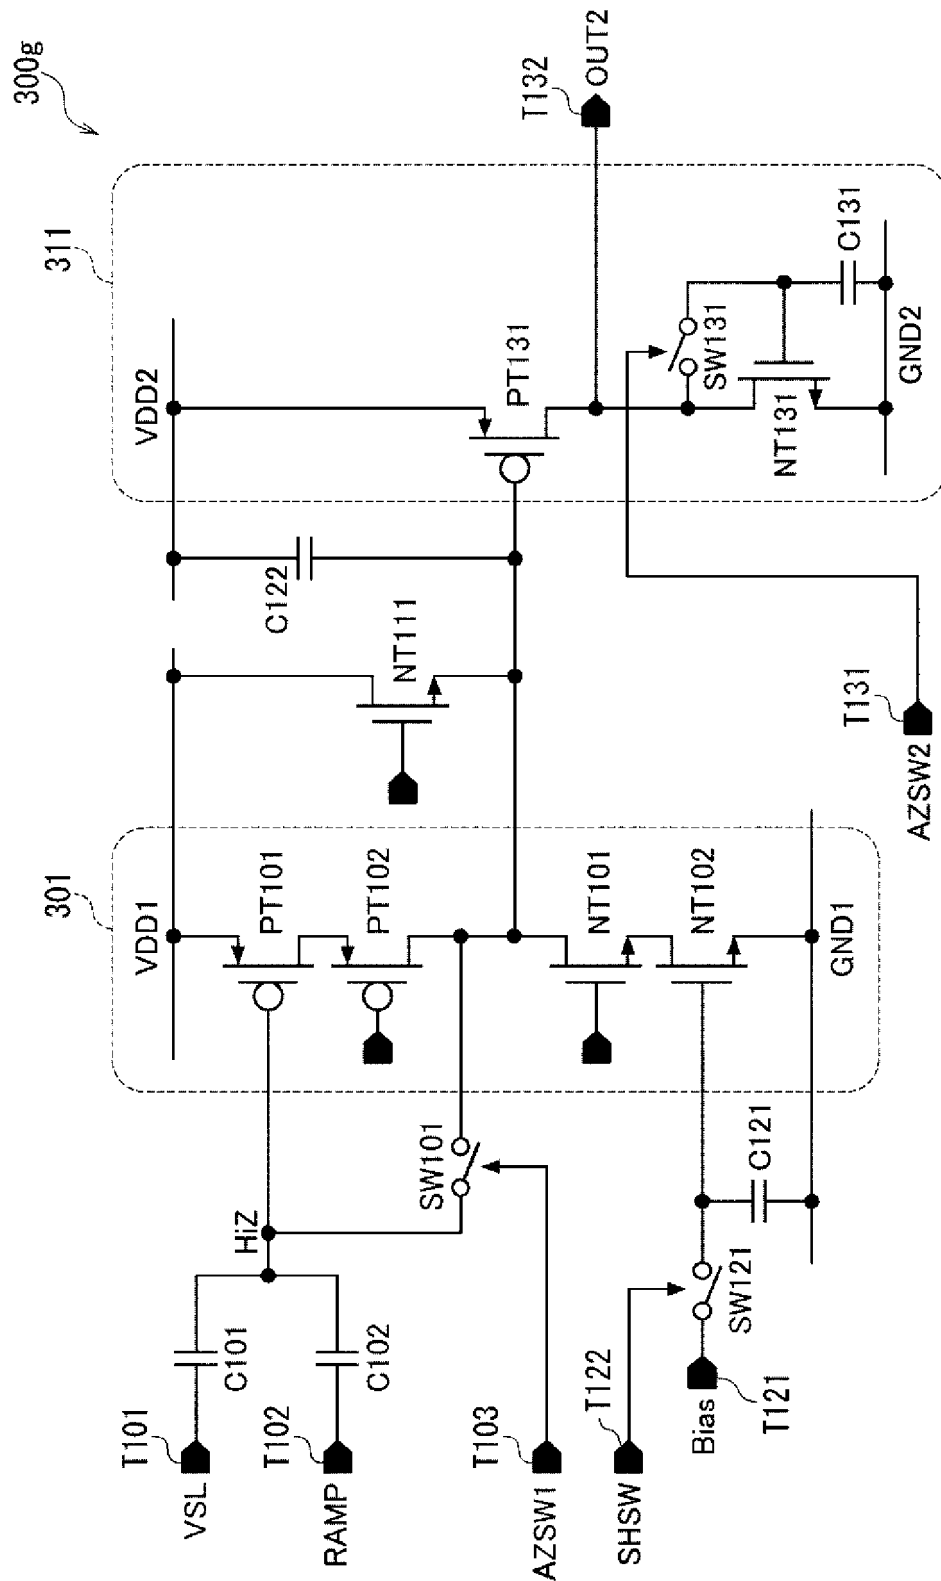 300g
301
311
VDD1
VDD2
T101
VSL
C101
HiZ
PT101
T102
RAMP
C102
PT102
C122
NT111
PT131
T132
OUT2
SW101
T103
AZSW1
NT101
NT102
SHSW
T122
Bias
T121
SW121
C121
GND1
SW131
NT131
C131
GND2
T131
AZSW2